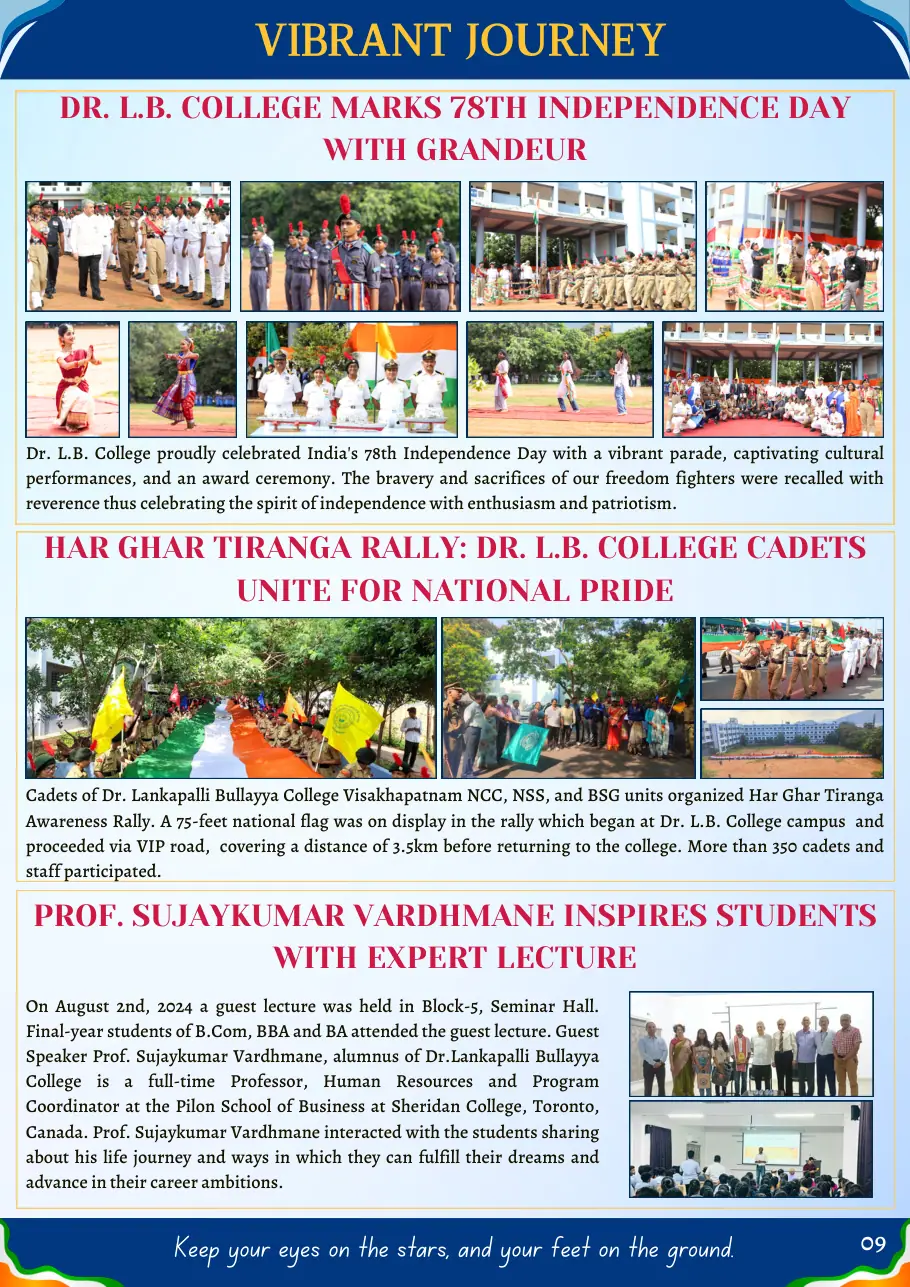 VIBRANT JOURNEY
DR. L.B. COLLEGE MARKS 78TH INDEPENDENCE DAY
WITH GRANDEUR
Dr. L.B. College proudly celebrated India's 78th Independence Day with a vibrant parade, captivating cultural
performances, and an award ceremony. The bravery and sacrifices of our freedom fighters were recalled with
reverence thus celebrating the spirit of independence with enthusiasm and patriotism.
HAR GHAR TIRANGA RALLY: DR. L.B. COLLEGE CADETS
UNITE FOR NATIONAL PRIDE
Cadets of Dr. Lankapalli Bullayya College Visakhapatnam NCC, NSS, and BSG units organized Har Ghar Tiranga
Awareness Rally. A 75-feet national flag was on display in the rally which began at Dr. L.B. College campus and
proceeded via VIP road, covering a distance of 3.5km before returning to the college. More than 350 cadets and
staff participated.
PROF. SUJAYKUMAR VARDHMANE INSPIRES STUDENTS
WITH EXPERT LECTURE
On August 2nd, 2024 a guest lecture was held in Block-5, Seminar Hall.
Final-year students of B.Com, BBA and BA attended the guest lecture. Guest
Speaker Prof. Sujaykumar Vardhmane, alumnus of Dr.Lankapalli Bullayya
College is a full-time Professor, Human Resources and Program
Coordinator at the Pilon School of Business at Sheridan College, Toronto,
Canada. Prof. Sujaykumar Vardhmane interacted with the students sharing
about his life journey and ways in which they can fulfill their dreams and
advance in their career ambitions.
Keep your eyes on the stars, and your feet on the ground.
09